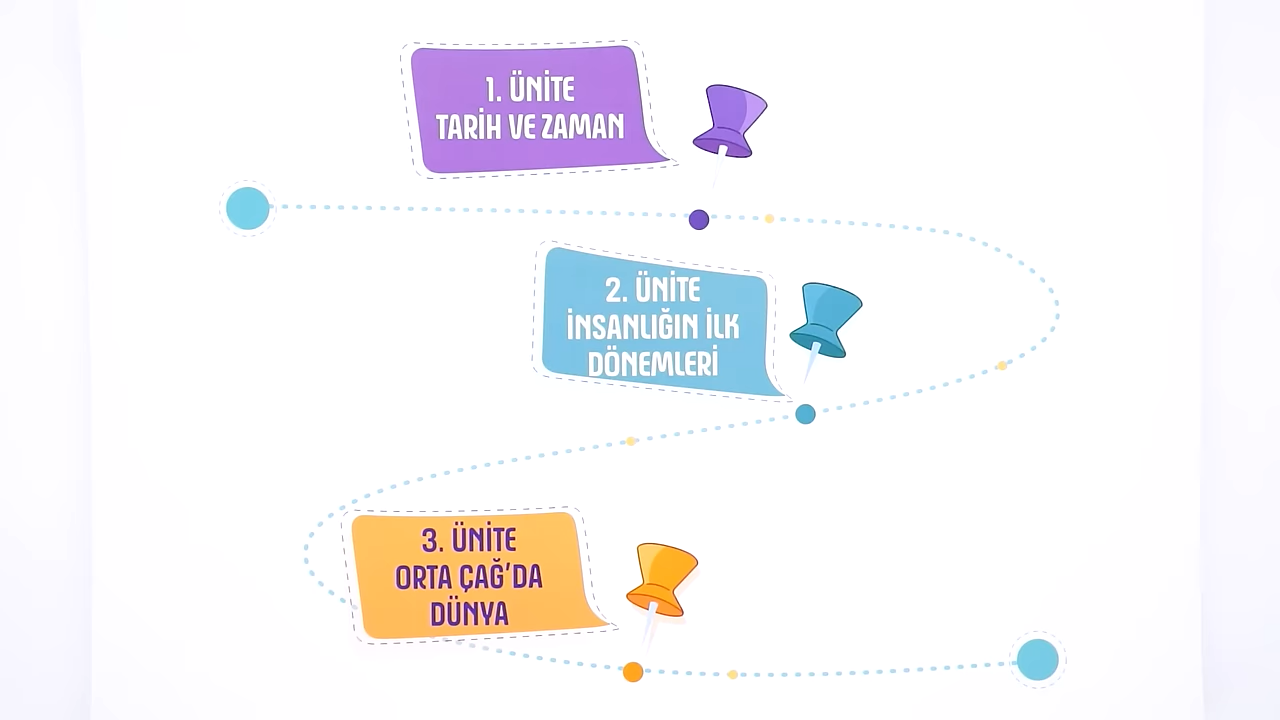 1. ÜNİTE
TARİH VE ZAMAN
2. ÜNİTE
İNSANLIĞIN İLK
DÖNEMLERİ
3. ÜNİTE
ORTA ÇAĞ'DA
DÜNYA